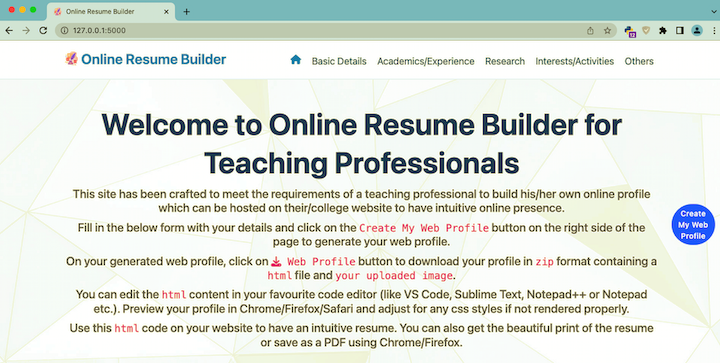 Online Resume Builder
127.0.0.1:5000
12
Online Resume Builder
Basic Details
Academics/Experience
Research
Interests/Activities
Others
Welcome to Online Resume Builder for
Teaching Professionals
This site has been crafted to meet the requirements of a teaching professional to build his/her own online profile
which can be hosted on their/college website to have intuitive online presence.
Fill in the below form with your details and click on the Create My Web Profile button on the right side of the
page to generate your web profile.
Create
My Web
Profile
On your generated web profile, click on Web Profile button to download your profile in zip format containing a
html file and your uploaded image.
You can edit the html content in your favourite code editor (like VS Code, Sublime Text, Notepad++ or Notepad
etc.). Preview your profile in Chrome/Firefox/Safari and adjust for any css styles if not rendered properly.
Use this html code on your website to have an intuitive resume. You can also get the beautiful print of the resume
or save as a PDF using Chrome/Firefox.